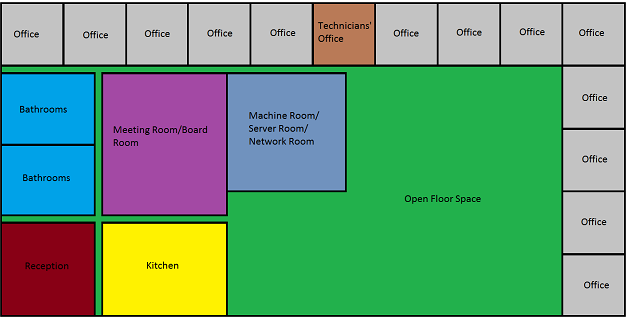 Office
Office
Office
Office
Office
Technicians'
Office
Office
Office
Office
Office
Bathrooms
Meeting Room/Board
Room
Machine Room/
Server Room/
Network Room
Office
Office
Bathrooms
Open Floor Space
Office
Reception
Kitchen
Office